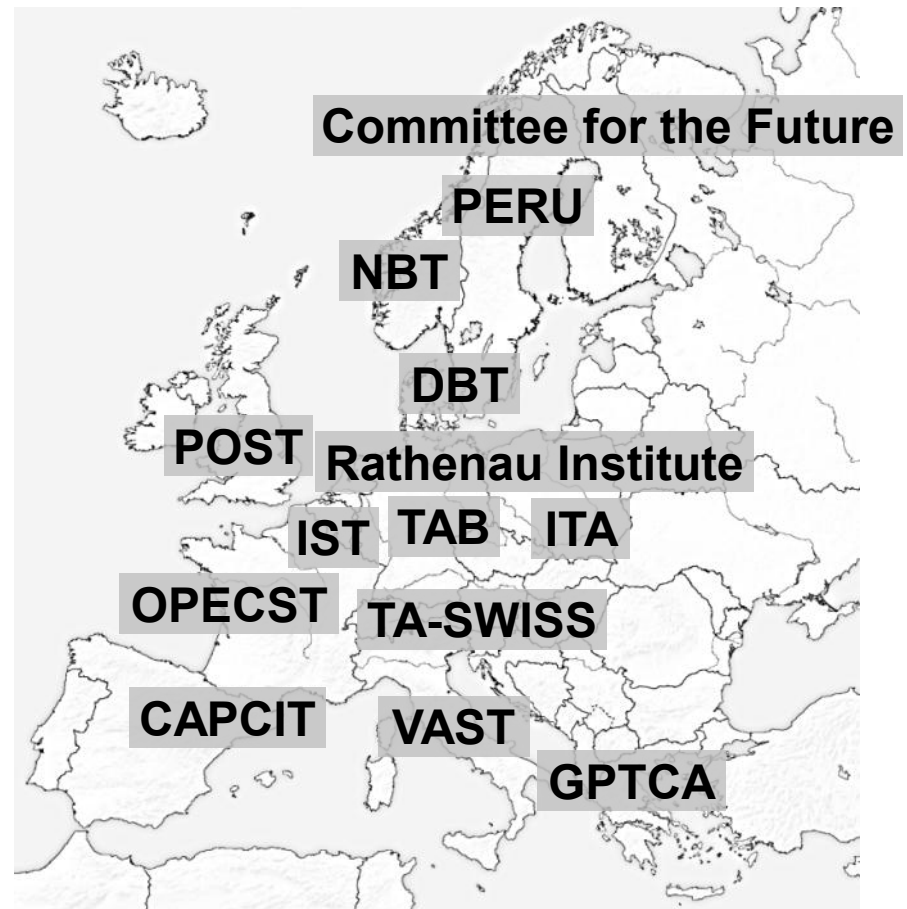 Committee for the Future
PERU
NBT
DBT
POST
Rathenau Institute
IST
TAB
ITA
OPECST
TA-SWISS
CAPCIT
VAST
GPTCA